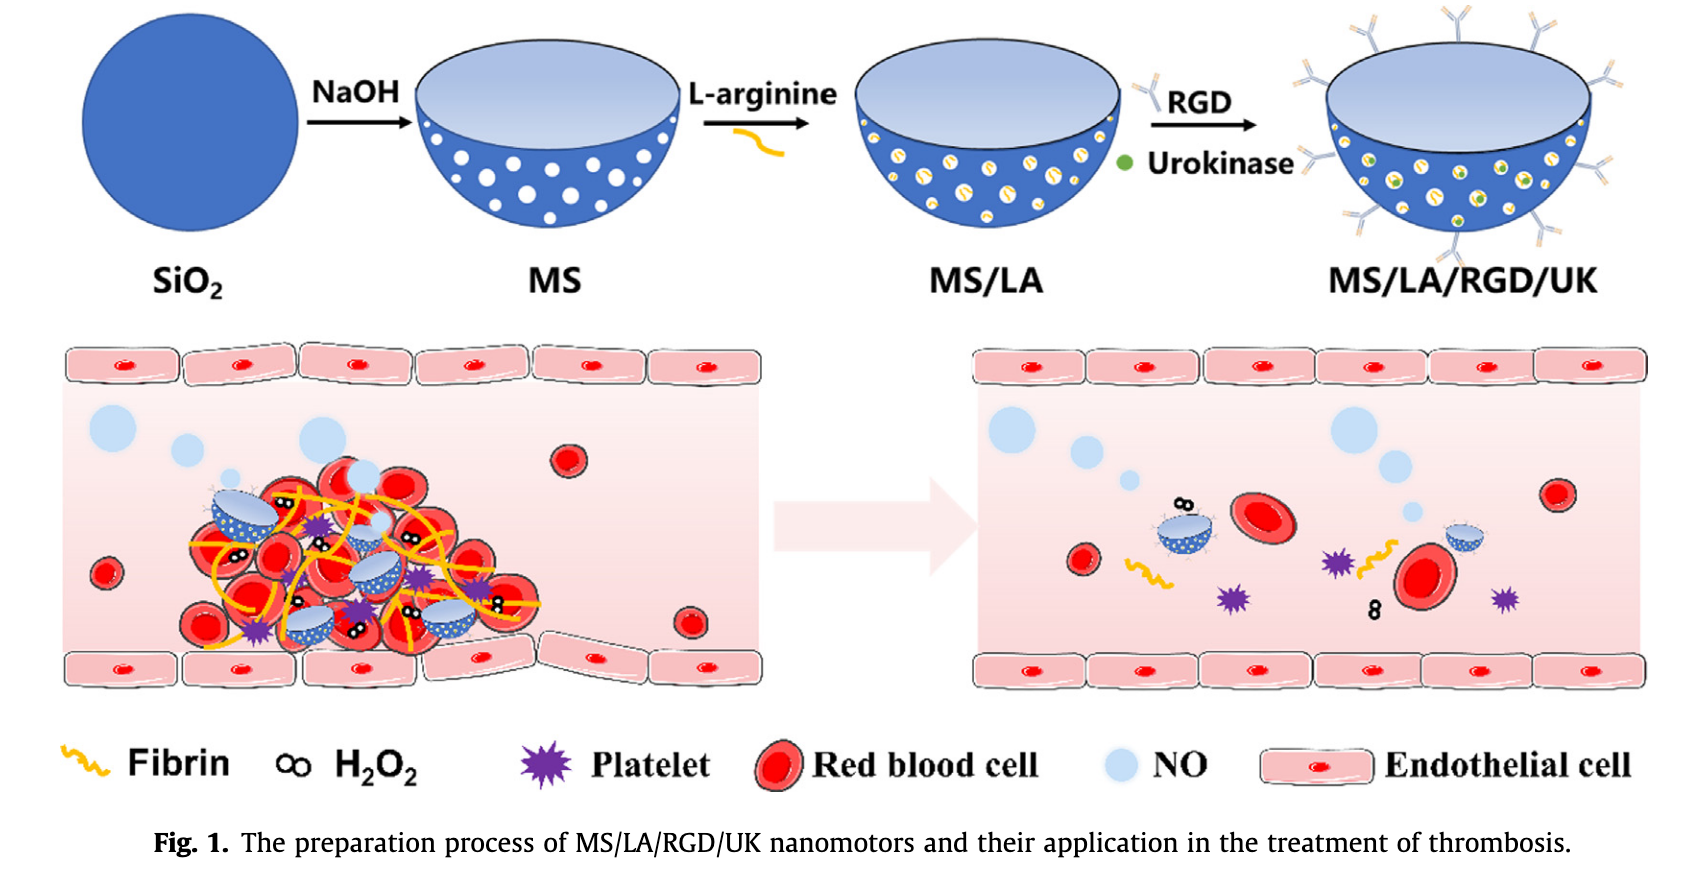 NaOH
L-arginine
RGD
Urokinase
SiO₂
MS
MS/LA
MS/LA/RGD/UK
Fibrin
H₂O₂
Platelet
Red blood cell
NO
Endothelial cell
Fig. 1. The preparation process of MS/LA/RGD/UK nanomotors and their application in the treatment of thrombosis.